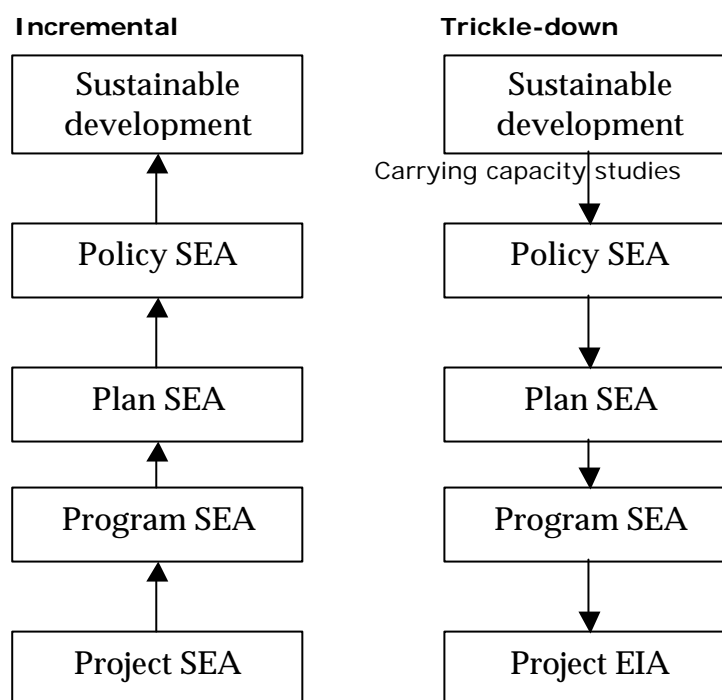 Incremental
Sustainable
development
Policy SEA
Plan SEA
Program SEA
Project SEA
Trickle-down
Sustainable
development
Carrying capacity studies
Policy SEA
Plan SEA
Program SEA
Project EIA